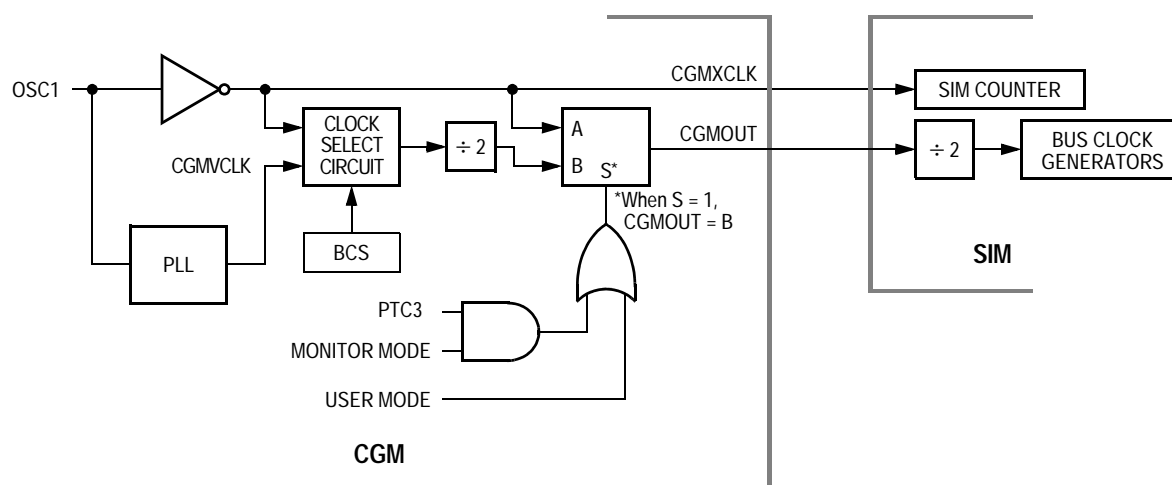 OSC1
CGMXCLK
SIM COUNTER
CLOCK
SELECT
CIRCUIT
÷ 2
A
B
S*
CGMOUT
÷ 2
BUS CLOCK
GENERATORS
CGMVCLK
*When S = 1,
CGMOUT = B
BCS
PLL
SIM
PTC3
MONITOR MODE
USER MODE
CGM